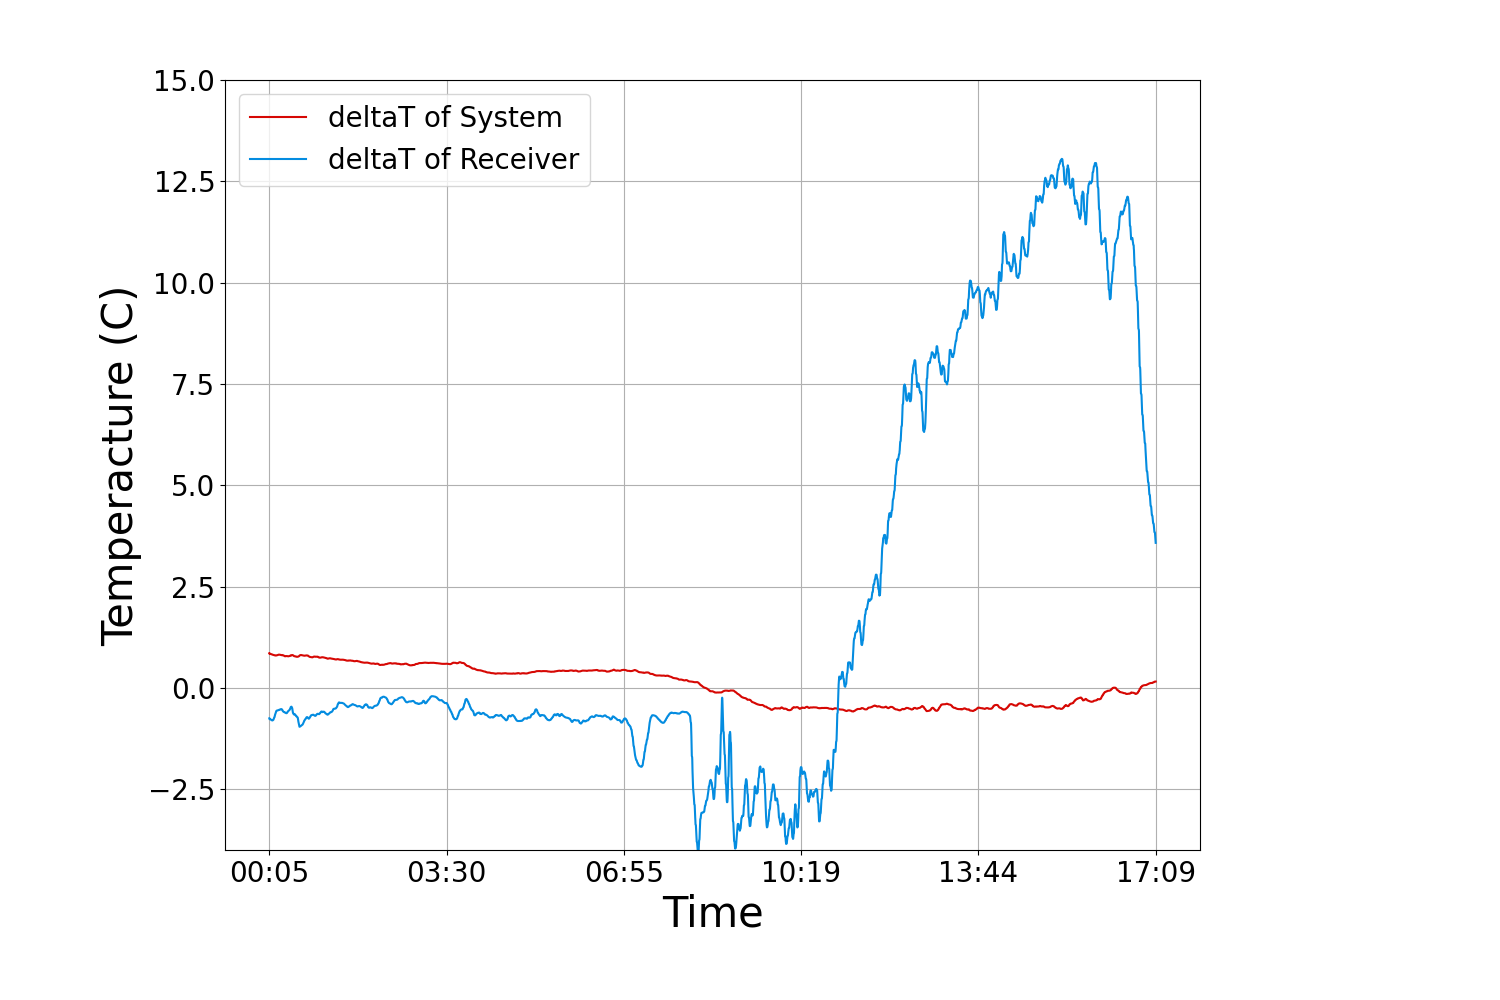 15.0
12.5
10.0
7.5
5.0
2.5
0.0
−2.5
Temperacture (C)
deltaT of System
deltaT of Receiver
00:05 03:30 06:55 10:19 13:44 17:09
Time